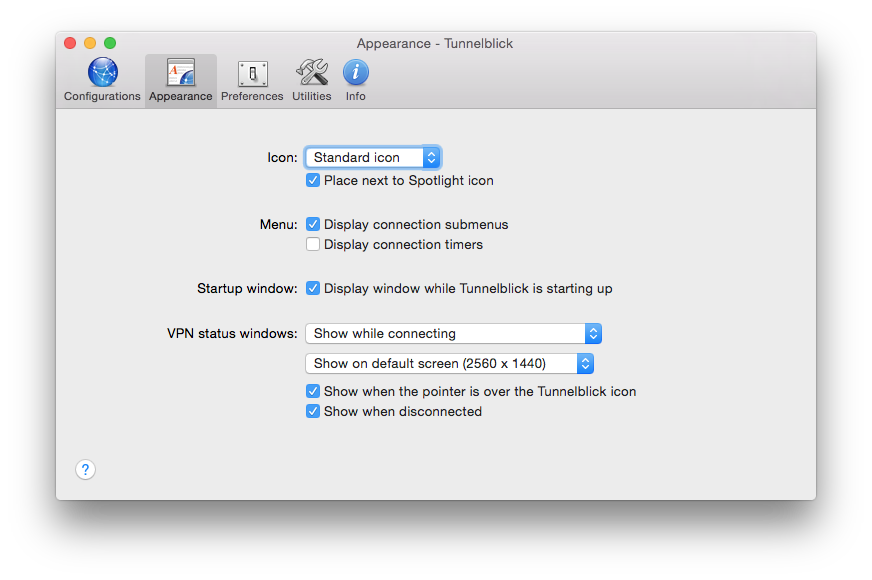 Appearance - Tunnelblick
Configurations Appearance Preferences Utilities Info
Icon: Standard icon
Place next to Spotlight icon
Menu: Display connection submenus
Display connection timers
Startup window: Display window while Tunnelblick is starting up
VPN status windows: Show while connecting
Show on default screen (2560 x 1440)
Show when the pointer is over the Tunnelblick icon
Show when disconnected
?